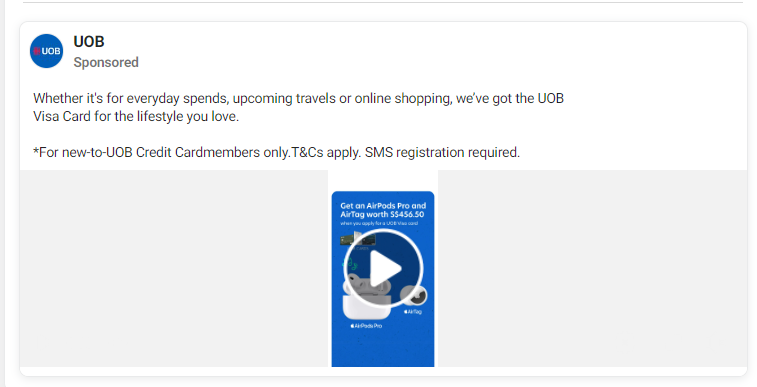 UOB
UOB
Sponsored
Whether it's for everyday spends, upcoming travels or online shopping, we've got the UOB
Visa Card for the lifestyle you love.
*For new-to-UOB Credit Cardmembers only.T&Cs apply. SMS registration required.
Get an AirPods Pro and
AirTag worth S$456.50
when you apply for a UOB Visa card
AirTag
AirPods Pro